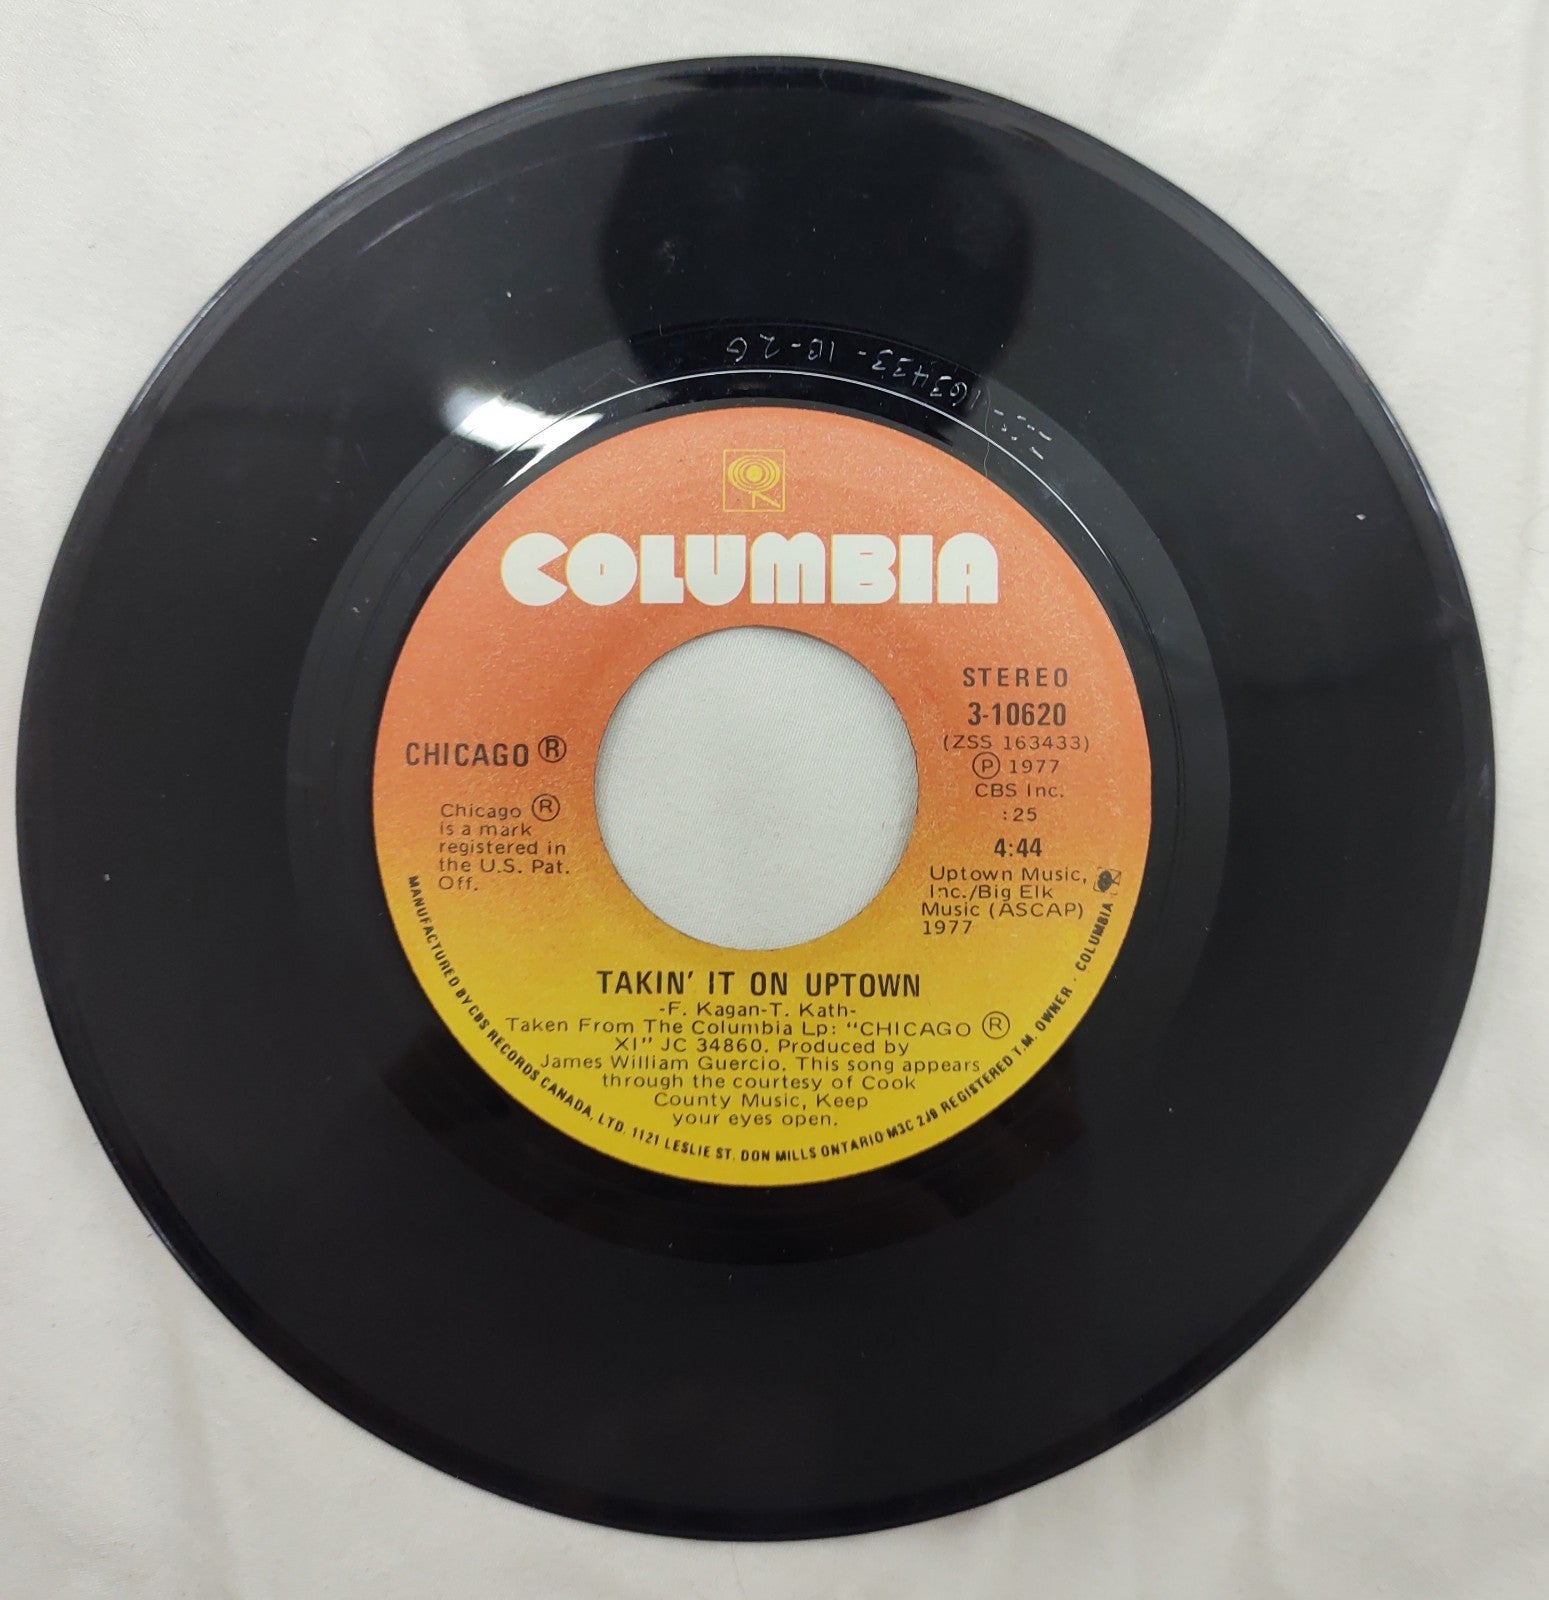 163433-1B-2G
COLUMBIA
STEREO
3-10620
(ZSS 163433)
Ⓟ 1977
CBS Inc.
:25
4:44
Uptown Music,
Inc./Big Elk
Music (ASCAP)
1977
CHICAGO ®
Chicago ®
is a mark
registered in
the U.S. Pat.
Off.
TAKIN' IT ON UPTOWN
-F. Kagan-T. Kath-
Taken From The Columbia Lp: "CHICAGO ®
XI" JC 34860. Produced by
James William Guercio. This song appears
through the courtesy of Cook
County Music, Keep
your eyes open.
MANUFACTURED BY CBS RECORDS CANADA, LTD. 1121 LESLIE ST. DON MILLS ONTARIO M3C 2J9 REGISTERED T.M. OWNER · COLUMBIA